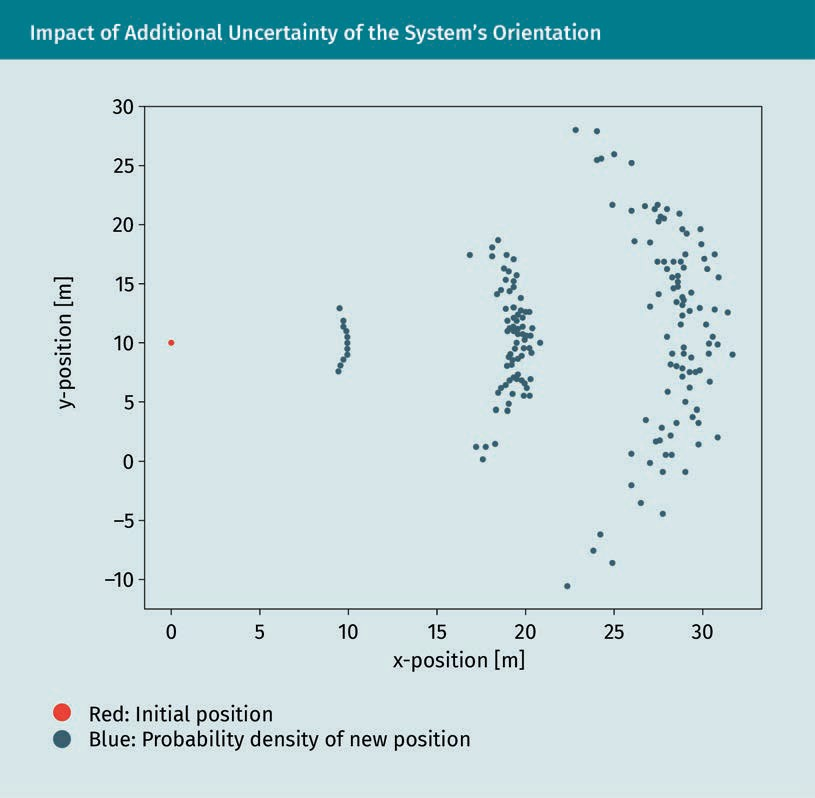 Impact of Additional Uncertainty of the System’s Orientation
30
25
20
15
10
5
0
−5
−10
y-position [m]
0 5 10 15 20 25 30
x-position [m]
Red: Initial position
Blue: Probability density of new position